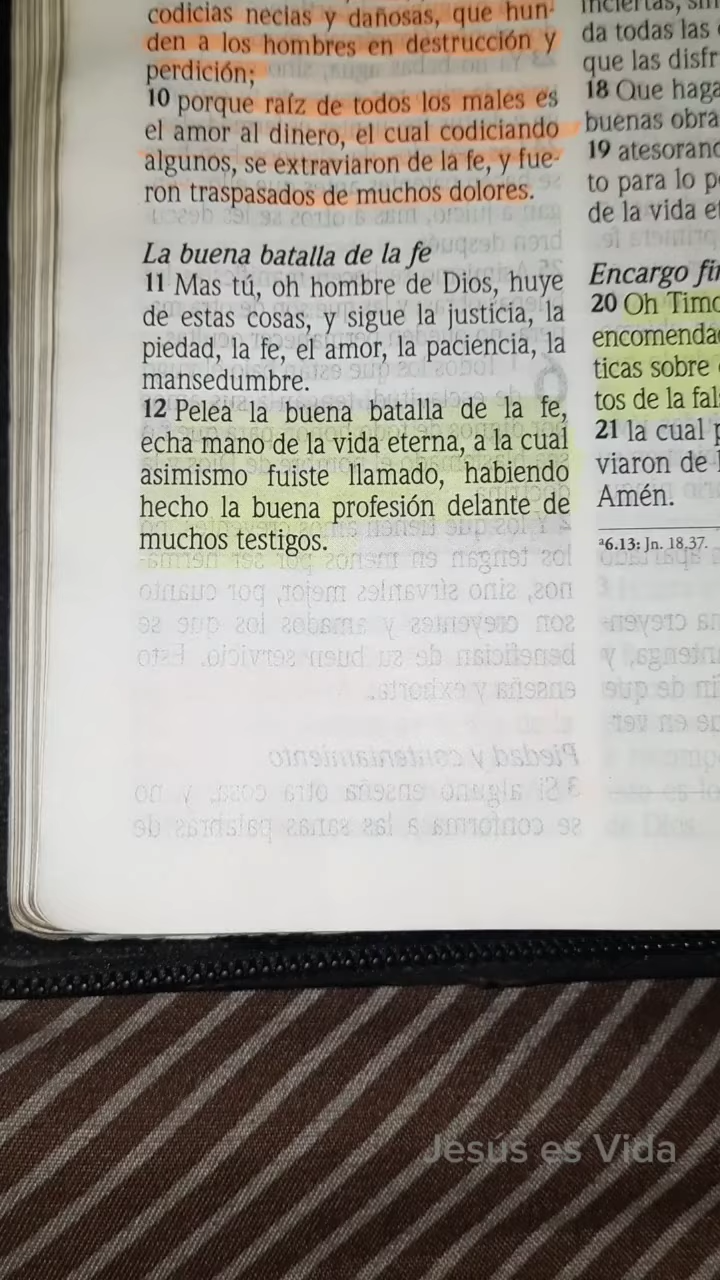 codicias necias y dañosas, que hun-
den a los hombres en destrucción y
perdición;
10 porque raíz de todos los males es
el amor al dinero, el cual codiciando
algunos, se extraviaron de la fe, y fue-
ron traspasados de muchos dolores.
La buena batalla de la fe
11 Mas tú, oh hombre de Dios, huye
de estas cosas, y sigue la justicia, la
piedad, la fe, el amor, la paciencia, la
mansedumbre.
12 Pelea la buena batalla de la fe,
echa mano de la vida eterna, a la cual
asimismo fuiste llamado, habiendo
hecho la buena profesión delante de
muchos testigos.
da todas las
que las disfr
18 Que haga
buenas obra
19 atesorand
to para lo p
de la vida et
Encargo fin
20 Oh Timo
encomenda
ticas sobre
tos de la fal
21 la cual p
viaron de l
Amén.
a6.13: Jn. 18,37.
Jesús es Vida